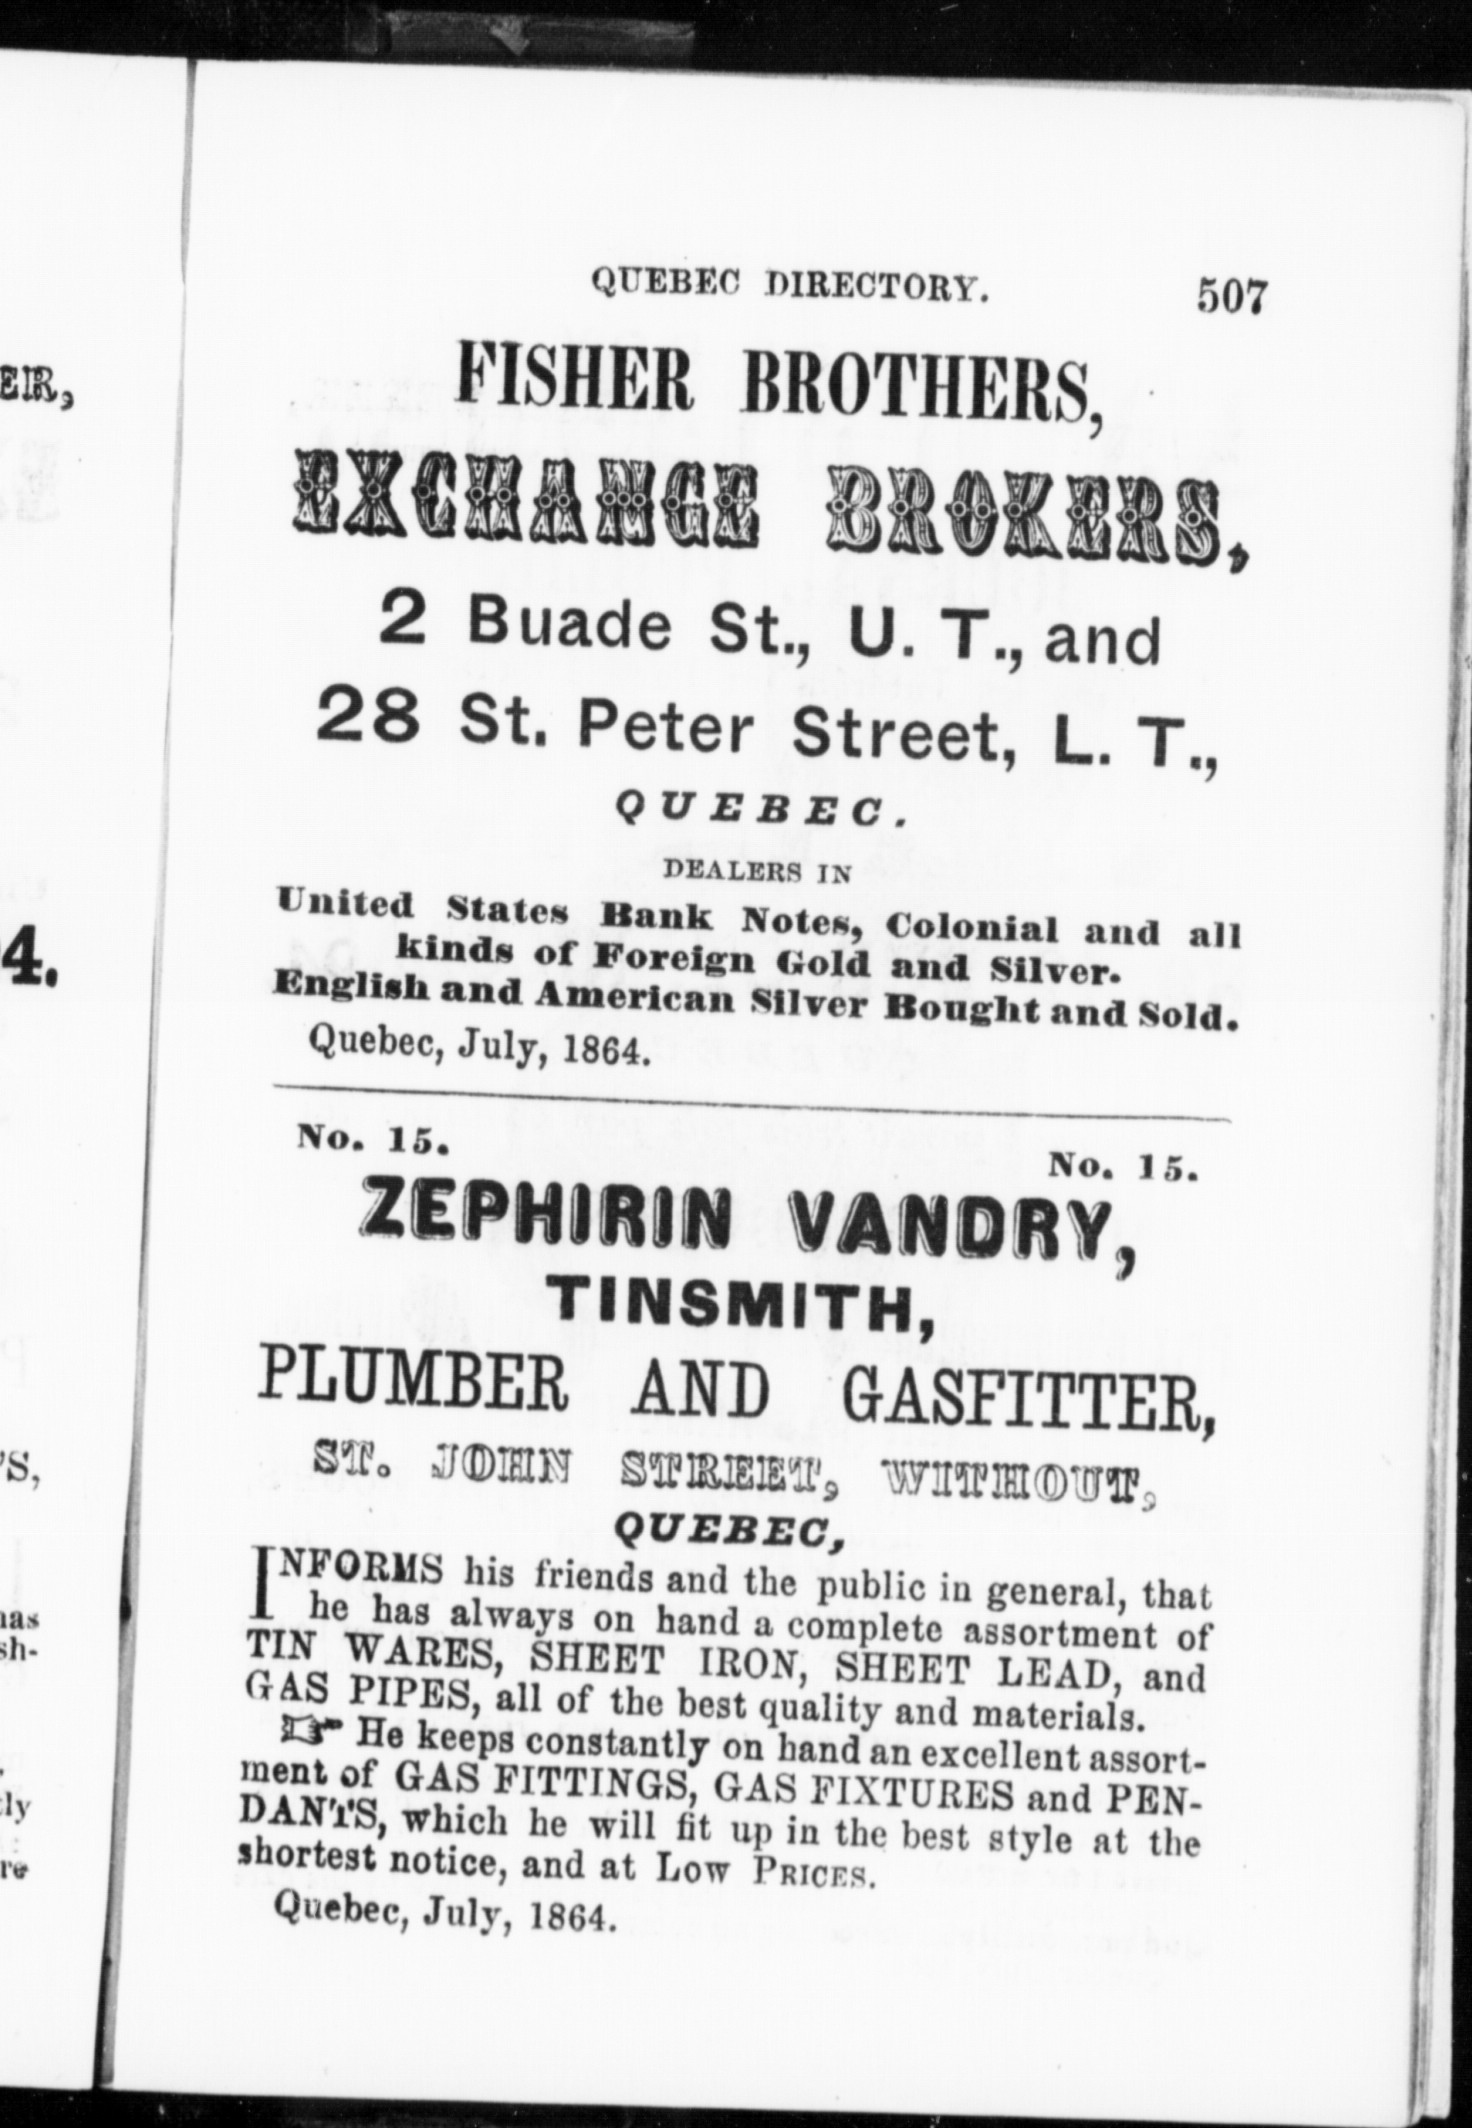 QUEBEC DIRECTORY. 507
FISHER BROTHERS,
EXCHANGE BROKERS,
2 Buade St., U. T., and
28 St. Peter Street, L. T.,
QUEBEC.
DEALERS IN
United States Bank Notes, Colonial and all
kinds of Foreign Gold and Silver.
English and American Silver Bought and Sold.
Quebec, July, 1864.
No. 15. No. 15.
ZEPHIRIN VANDRY,
TINSMITH,
PLUMBER AND GASFITTER,
ST. JOHN STREET, WITHOUT,
QUEBEC,
INFORMS his friends and the public in general, that
he has always on hand a complete assortment of
TIN WARES, SHEET IRON, SHEET LEAD, and
GAS PIPES, all of the best quality and materials.
☞ He keeps constantly on hand an excellent assort-
ment of GAS FITTINGS, GAS FIXTURES and PEN-
DANTS, which he will fit up in the best style at the
shortest notice, and at LOW PRICES.
Quebec, July, 1864.